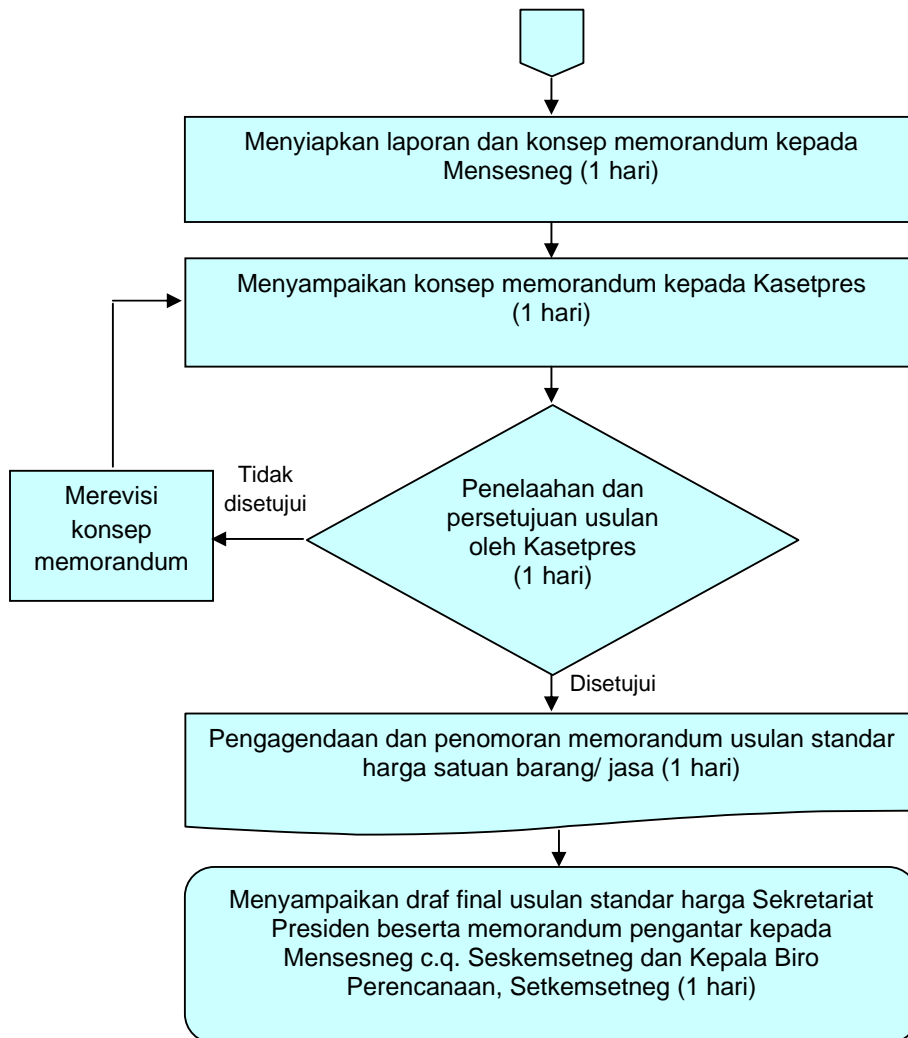 Menyiapkan laporan dan konsep memorandum kepada
Mensesneg (1 hari)
Menyampaikan konsep memorandum kepada Kasetpres
(1 hari)
Penelaahan dan
persetujuan usulan
oleh Kasetpres
(1 hari)
Tidak
disetujui
Merevisi
konsep
memorandum
Disetujui
Pengagendaan dan penomoran memorandum usulan standar
harga satuan barang/ jasa (1 hari)
Menyampaikan draf final usulan standar harga Sekretariat
Presiden beserta memorandum pengantar kepada
Mensesneg c.q. Seskemsetneg dan Kepala Biro
Perencanaan, Setkemsetneg (1 hari)